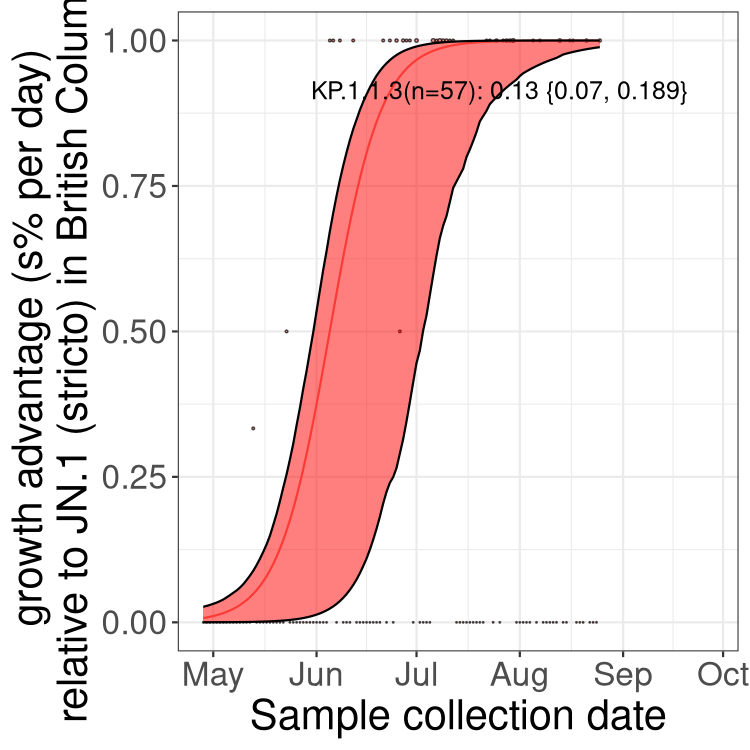 growth advantage (s% per day)
relative to JN.1 (stricto) in British Colum
1.00
0.75
0.50
0.25
0.00
KP.1.1.3(n=57): 0.13 {0.07, 0.189}
May Jun Jul Aug Sep Oct
Sample collection date